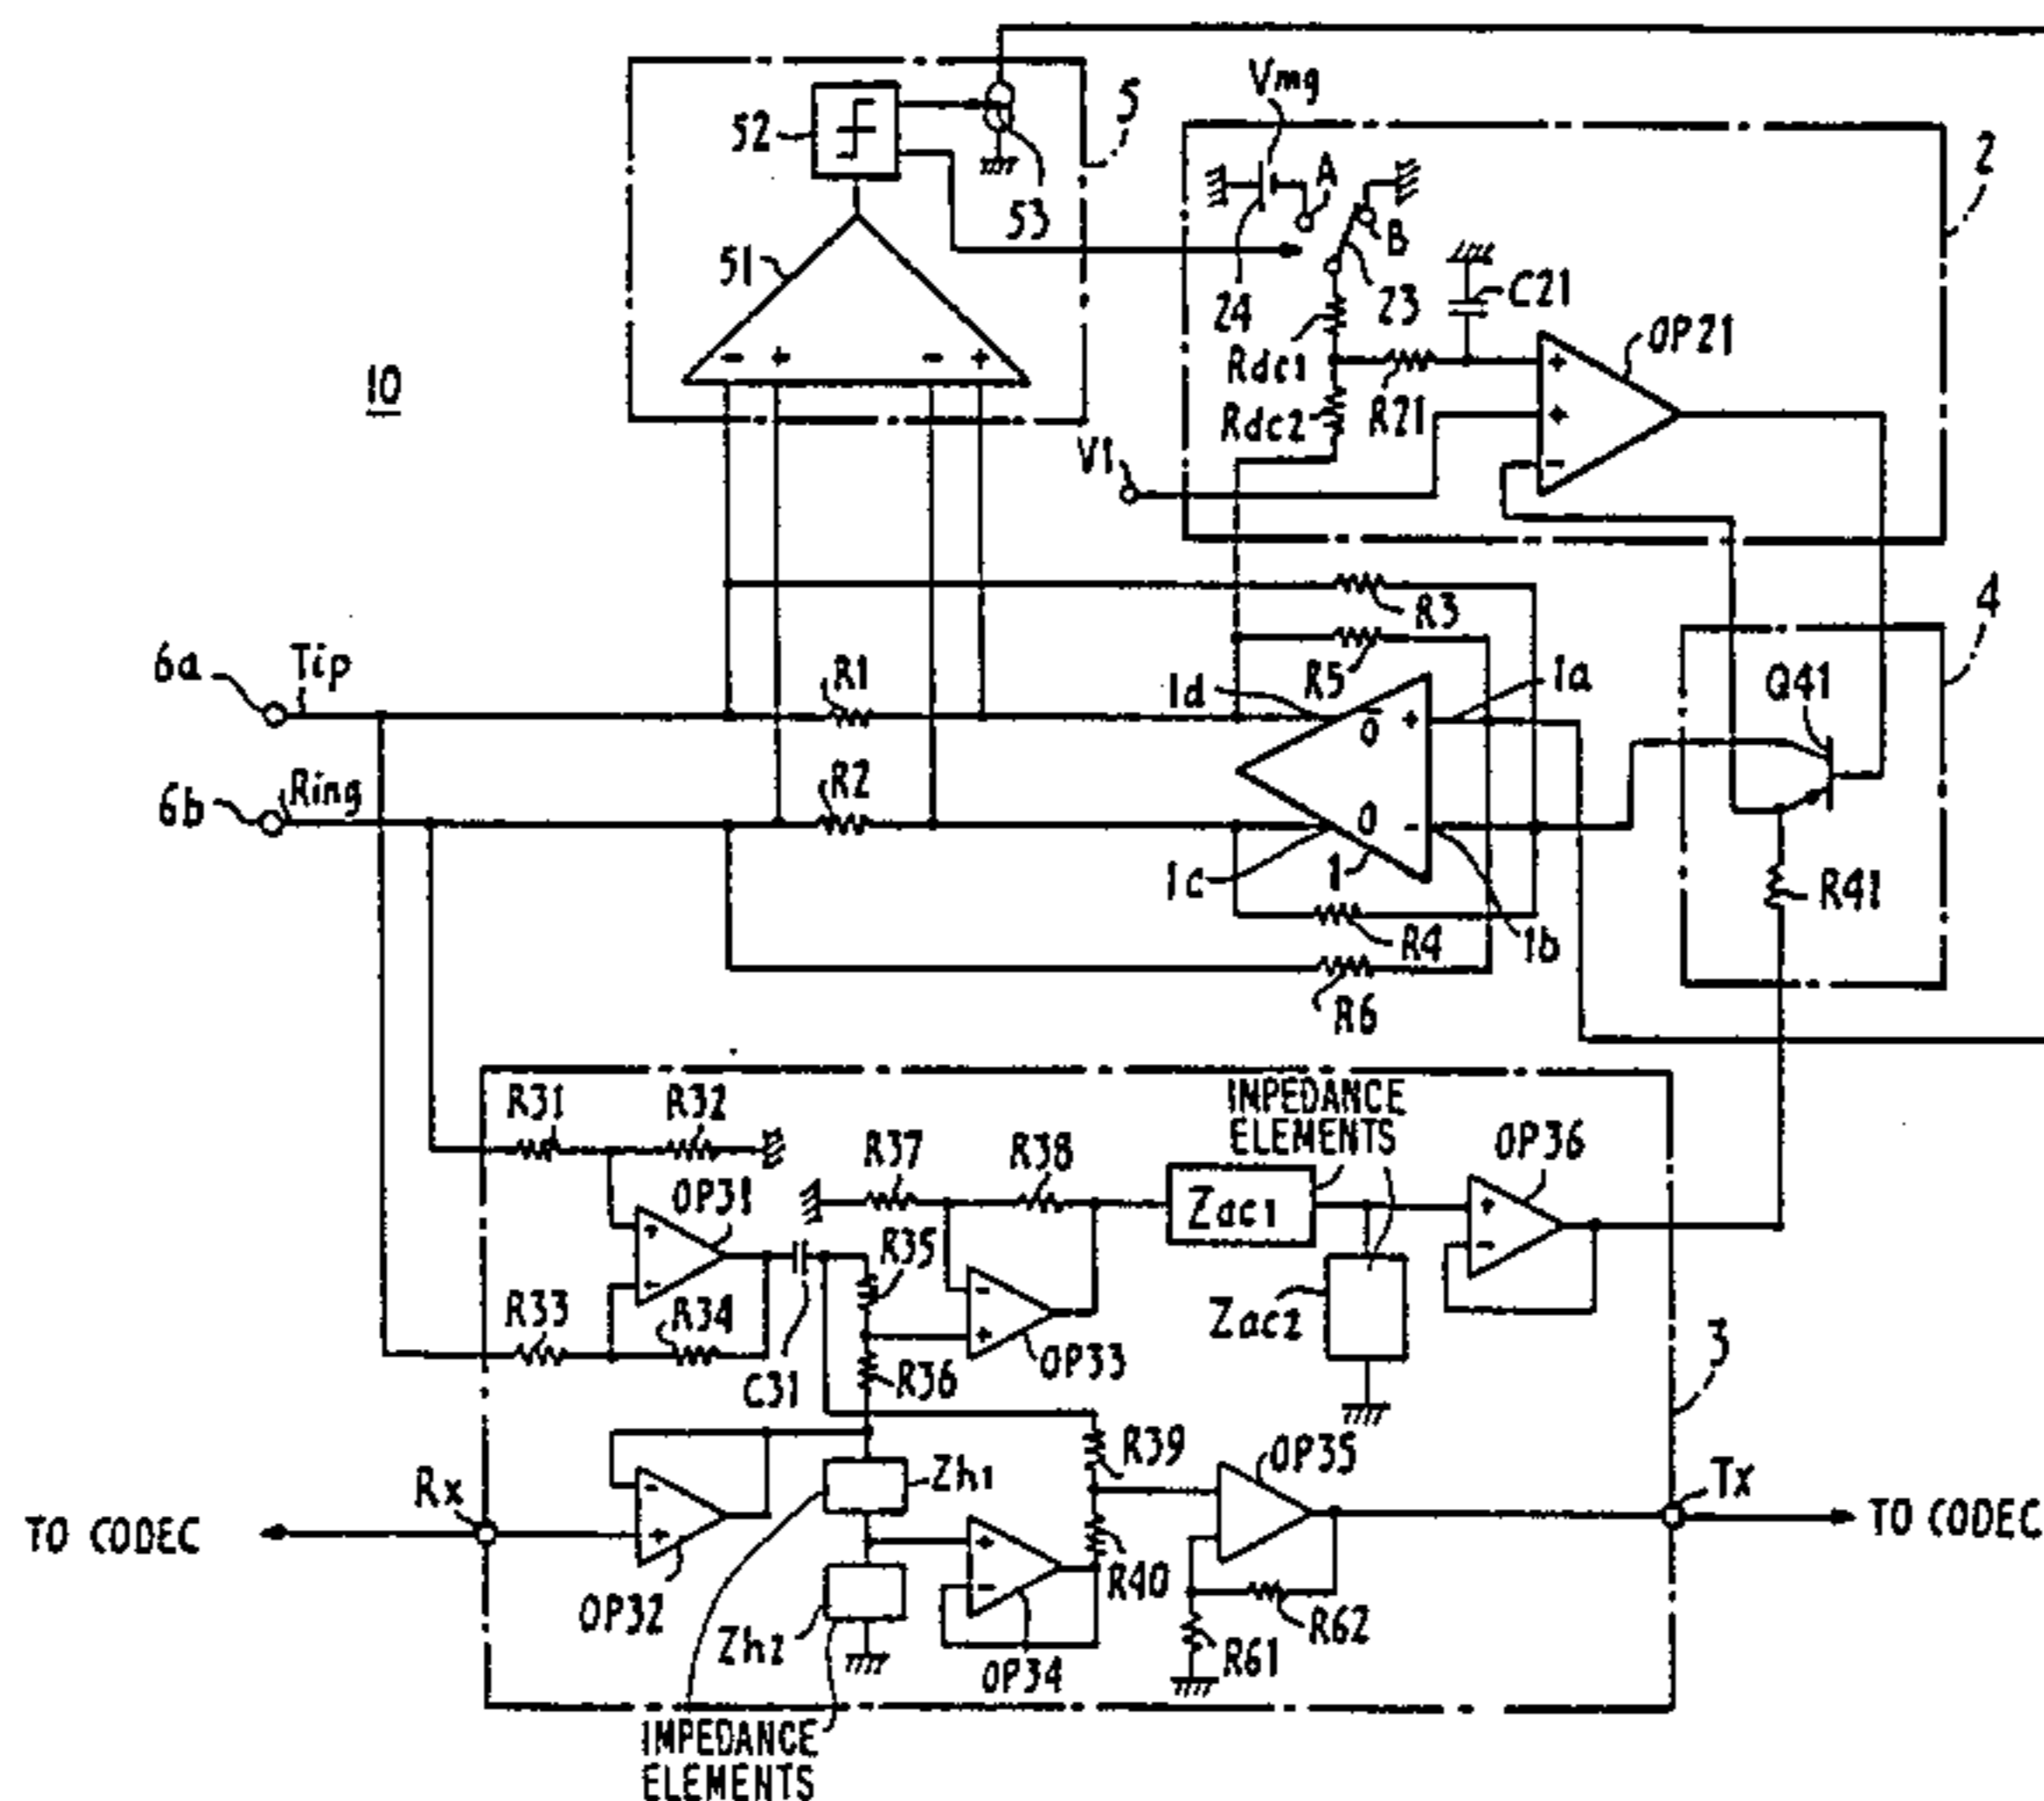 Vmg
5
52
2
A
53
B
51
24
23
C21
OP21
Rdc1
10
R21
Rdc2
V1
- + - +
+
+
-
R3
4
6a
Tip
R1
R5
1a
1d
Q41
Ō +
R2
6b
Ring
O -
1c
1
R41
R4
1b
R6
R31
R32
IMPEDANCE
ELEMENTS
R37
R38
OP36
OP31
Zac1
+
+
R35
-
R33
R34
-
-
Zac2
3
+
OP33
C31
R36
R39
OP35
Rx
Zh1
Tx
-
TO CODEC
TO CODEC
+
+
R40
OP32
-
Zh2
R62
R61
OP34
IMPEDANCE
ELEMENTS